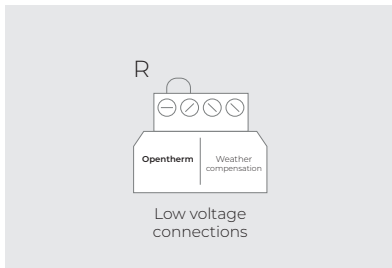 R
Opentherm
Weather
compensation
Low voltage
connections